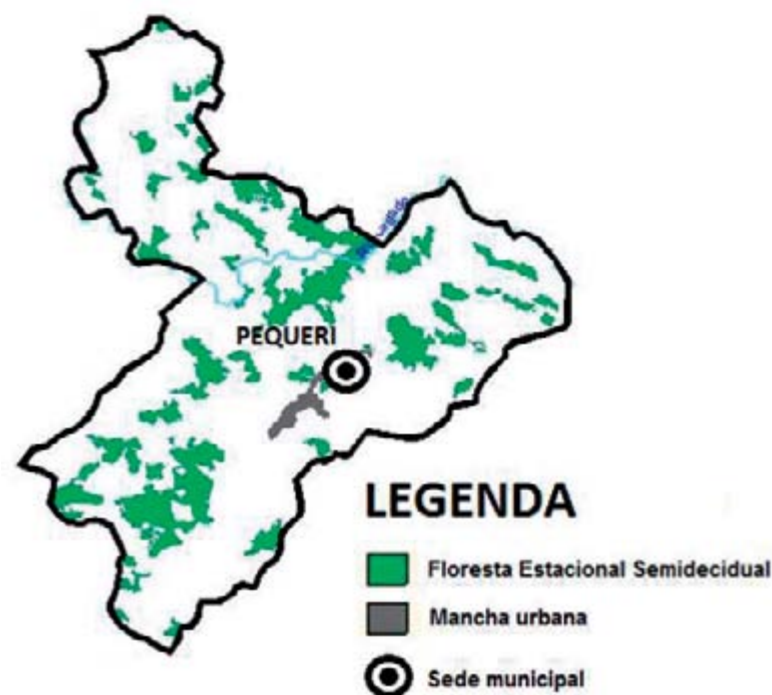 PEQUERI
LEGENDA
Floresta Estacional Semidecidual
Mancha urbana
Sede municipal